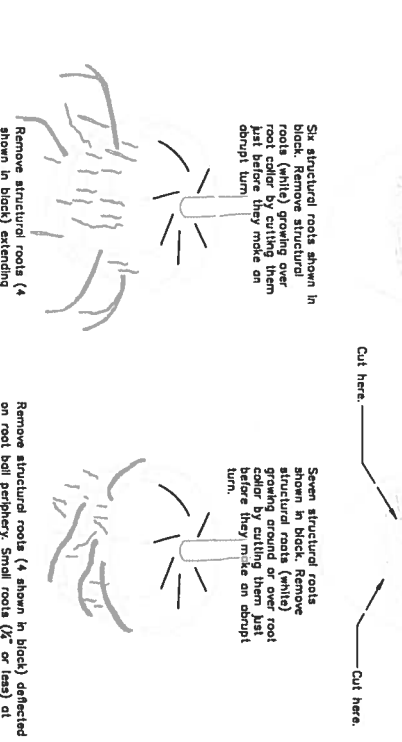 Cut here.
Cut here.
Six structural roots shown in
black. Remove structural
roots (white) growing over
root collar by cutting them
just before they make an
abrupt turn.
Seven structural roots
shown in black. Remove
structural roots (white)
growing around or over root
collar by cutting them just
before they make an abrupt
turn.
Remove structural roots (4
shown in black) extending
Remove structural roots (4 shown in black) deflected
on root ball periphery. Small roots (¼" or less) at